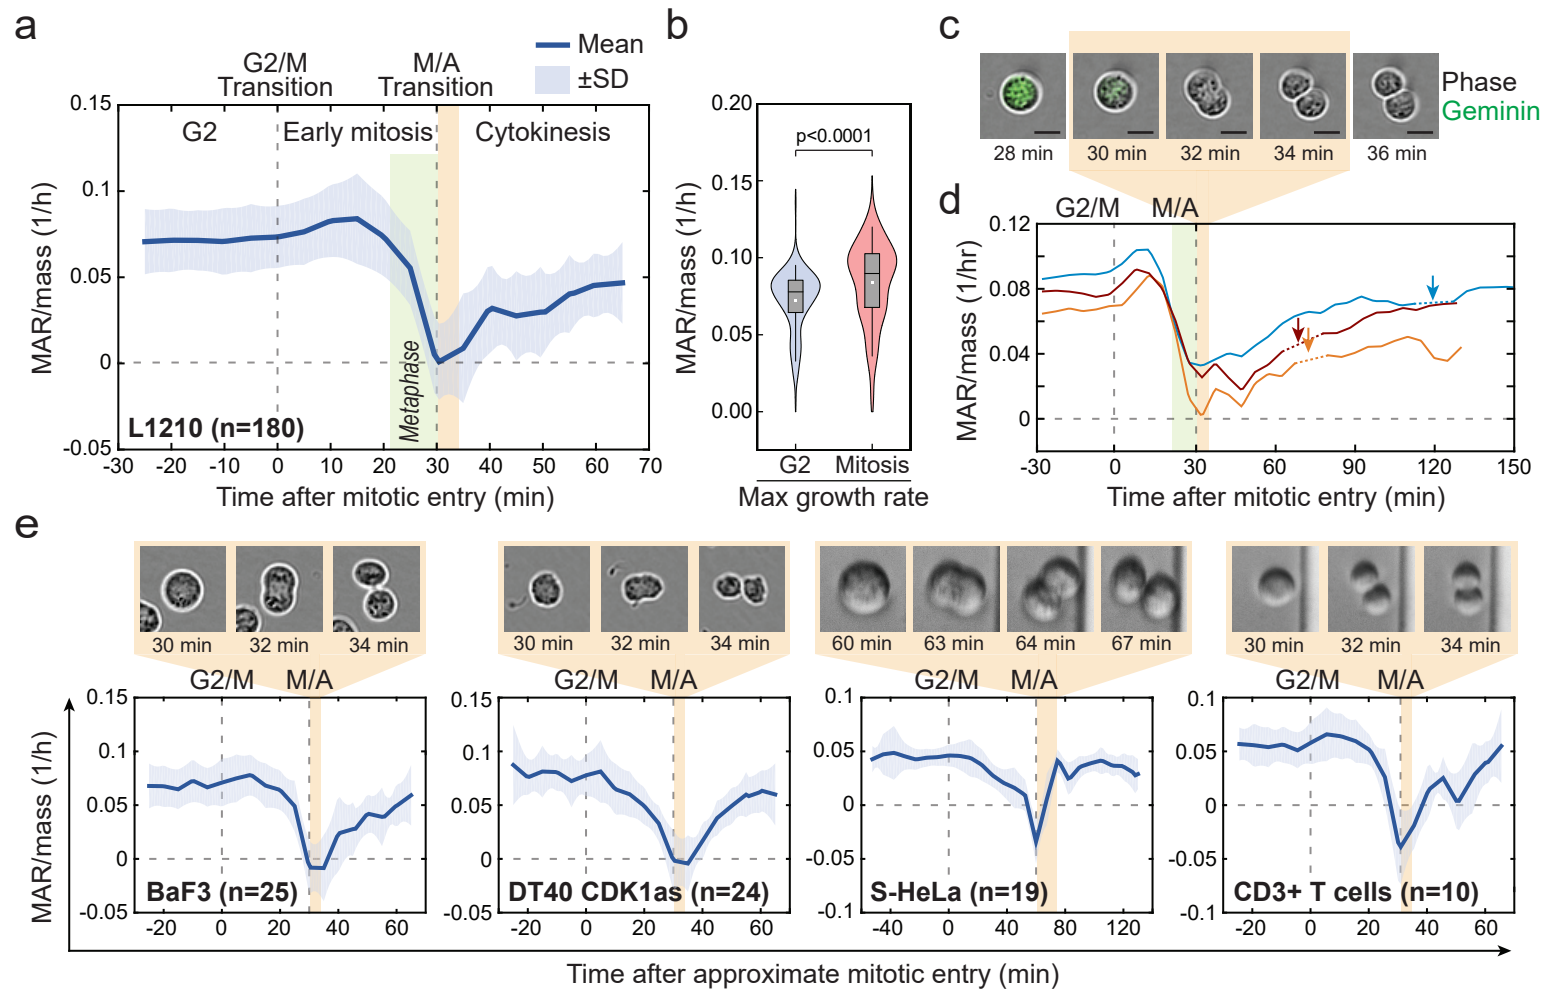 a
Mean
±SD
G2/M
Transition
M/A
Transition
G2
Early mitosis
Cytokinesis
Metaphase
L1210 (n=180)
MAR/mass (1/h)
0.15
0.1
0.05
0
-0.05
-30 -20 -10 0 10 20 30 40 50 60 70
Time after mitotic entry (min)
b
p<0.0001
MAR/mass (1/h)
0.20
0.15
0.10
0.05
0.00
G2 Mitosis
Max growth rate
c
Phase
Geminin
28 min 30 min 32 min 34 min 36 min
d
G2/M M/A
MAR/mass (1/hr)
0.12
0.08
0.04
0
-30 0 30 60 90 120 150
Time after mitotic entry (min)
e
30 min 32 min 34 min
G2/M M/A
MAR/mass (1/h)
0.15
0.1
0.05
0
-0.05
BaF3 (n=25)
-20 0 20 40 60
30 min 32 min 34 min
G2/M M/A
0.15
0.1
0.05
0
-0.05
DT40 CDK1as (n=24)
-20 0 20 40 60
60 min 63 min 64 min 67 min
G2/M M/A
0.1
0.05
0
-0.05
-0.1
S-HeLa (n=19)
-40 0 40 80 120
30 min 32 min 34 min
G2/M M/A
0.1
0.05
0
-0.05
-0.1
CD3+ T cells (n=10)
-20 0 20 40 60
Time after approximate mitotic entry (min)